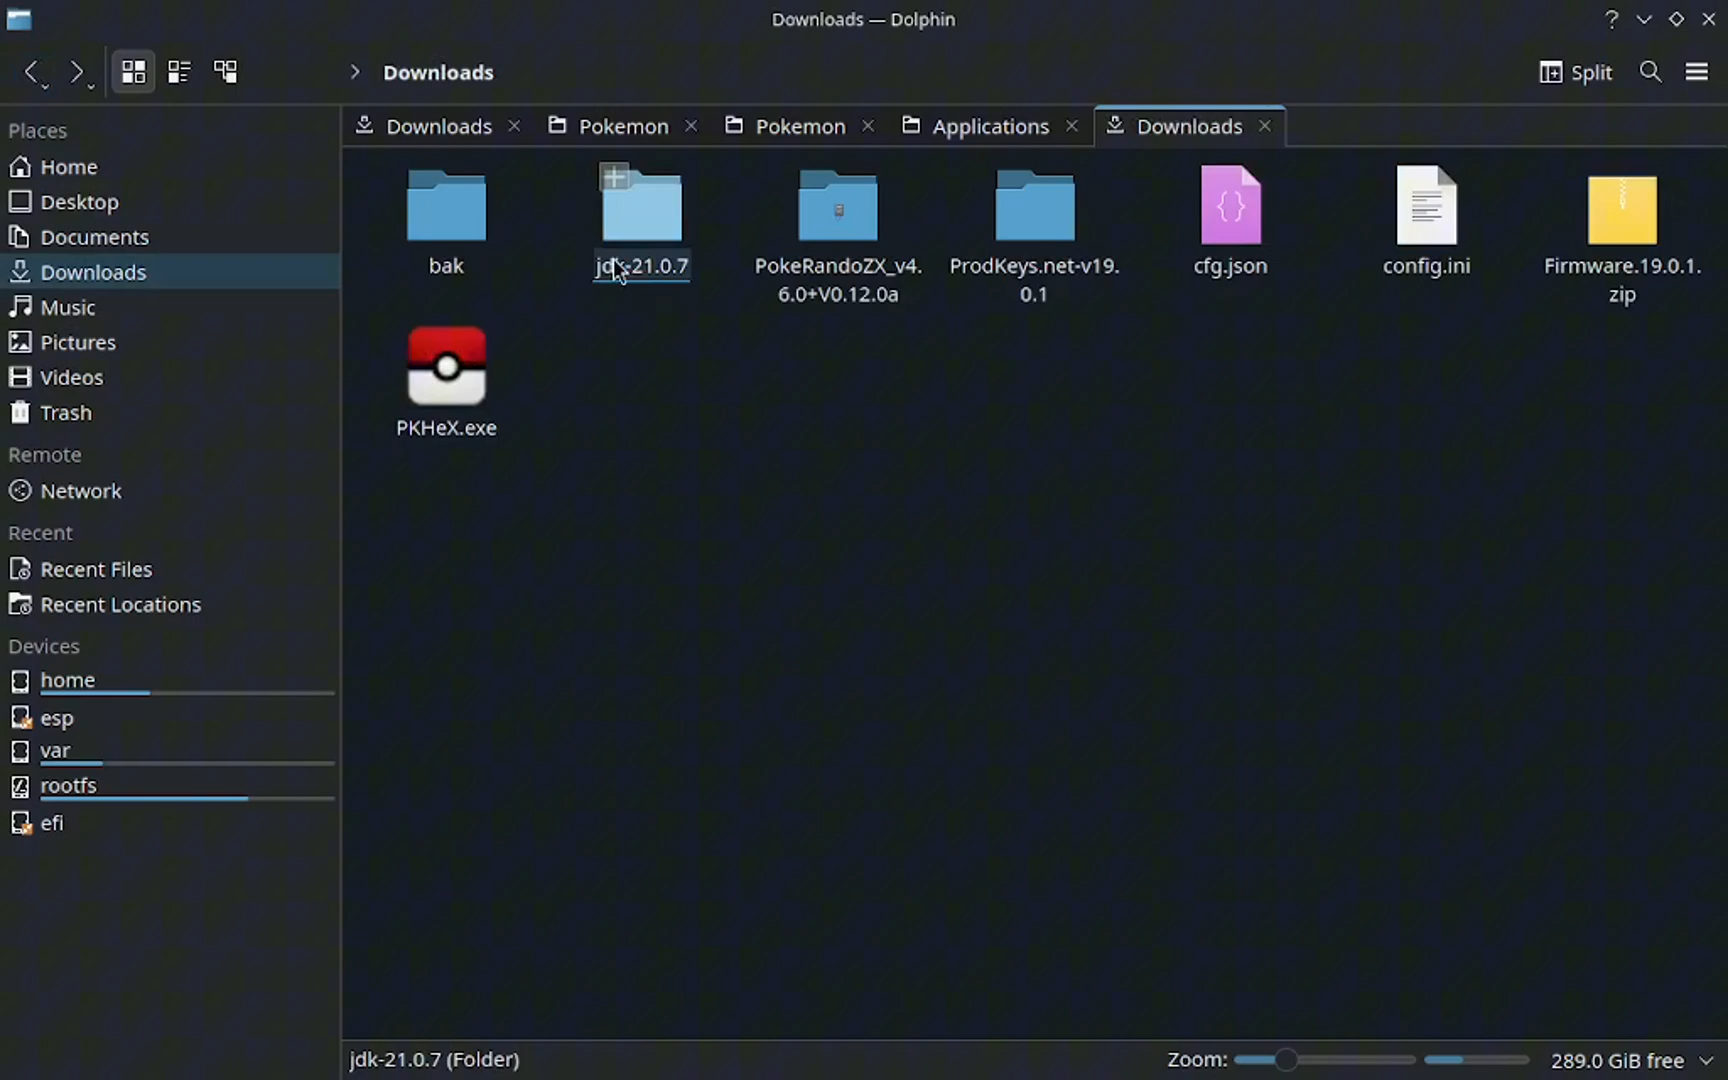 Downloads — Dolphin
Downloads
Split
Places
Home
Desktop
Documents
Downloads
Music
Pictures
Videos
Trash
Remote
Network
Recent
Recent Files
Recent Locations
Devices
home
esp
var
rootfs
efi
Downloads
Pokemon
Pokemon
Applications
Downloads
bak
jdk-21.0.7
PokeRandoZX_v4.
6.0+V0.12.0a
ProdKeys.net-v19.
0.1
cfg.json
config.ini
Firmware.19.0.1.
zip
PKHeX.exe
jdk-21.0.7 (Folder)
Zoom:
289.0 GiB free